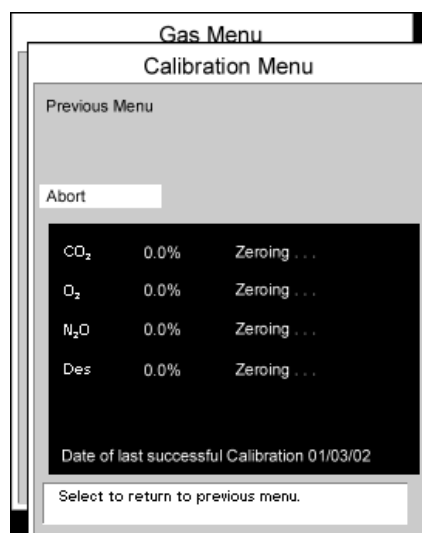 Gas Menu
Calibration Menu
Previous Menu
Abort
CO₂ 0.0% Zeroing . . .
O₂ 0.0% Zeroing . . .
N₂O 0.0% Zeroing . . .
Des 0.0% Zeroing . . .
Date of last successful Calibration 01/03/02
Select to return to previous menu.